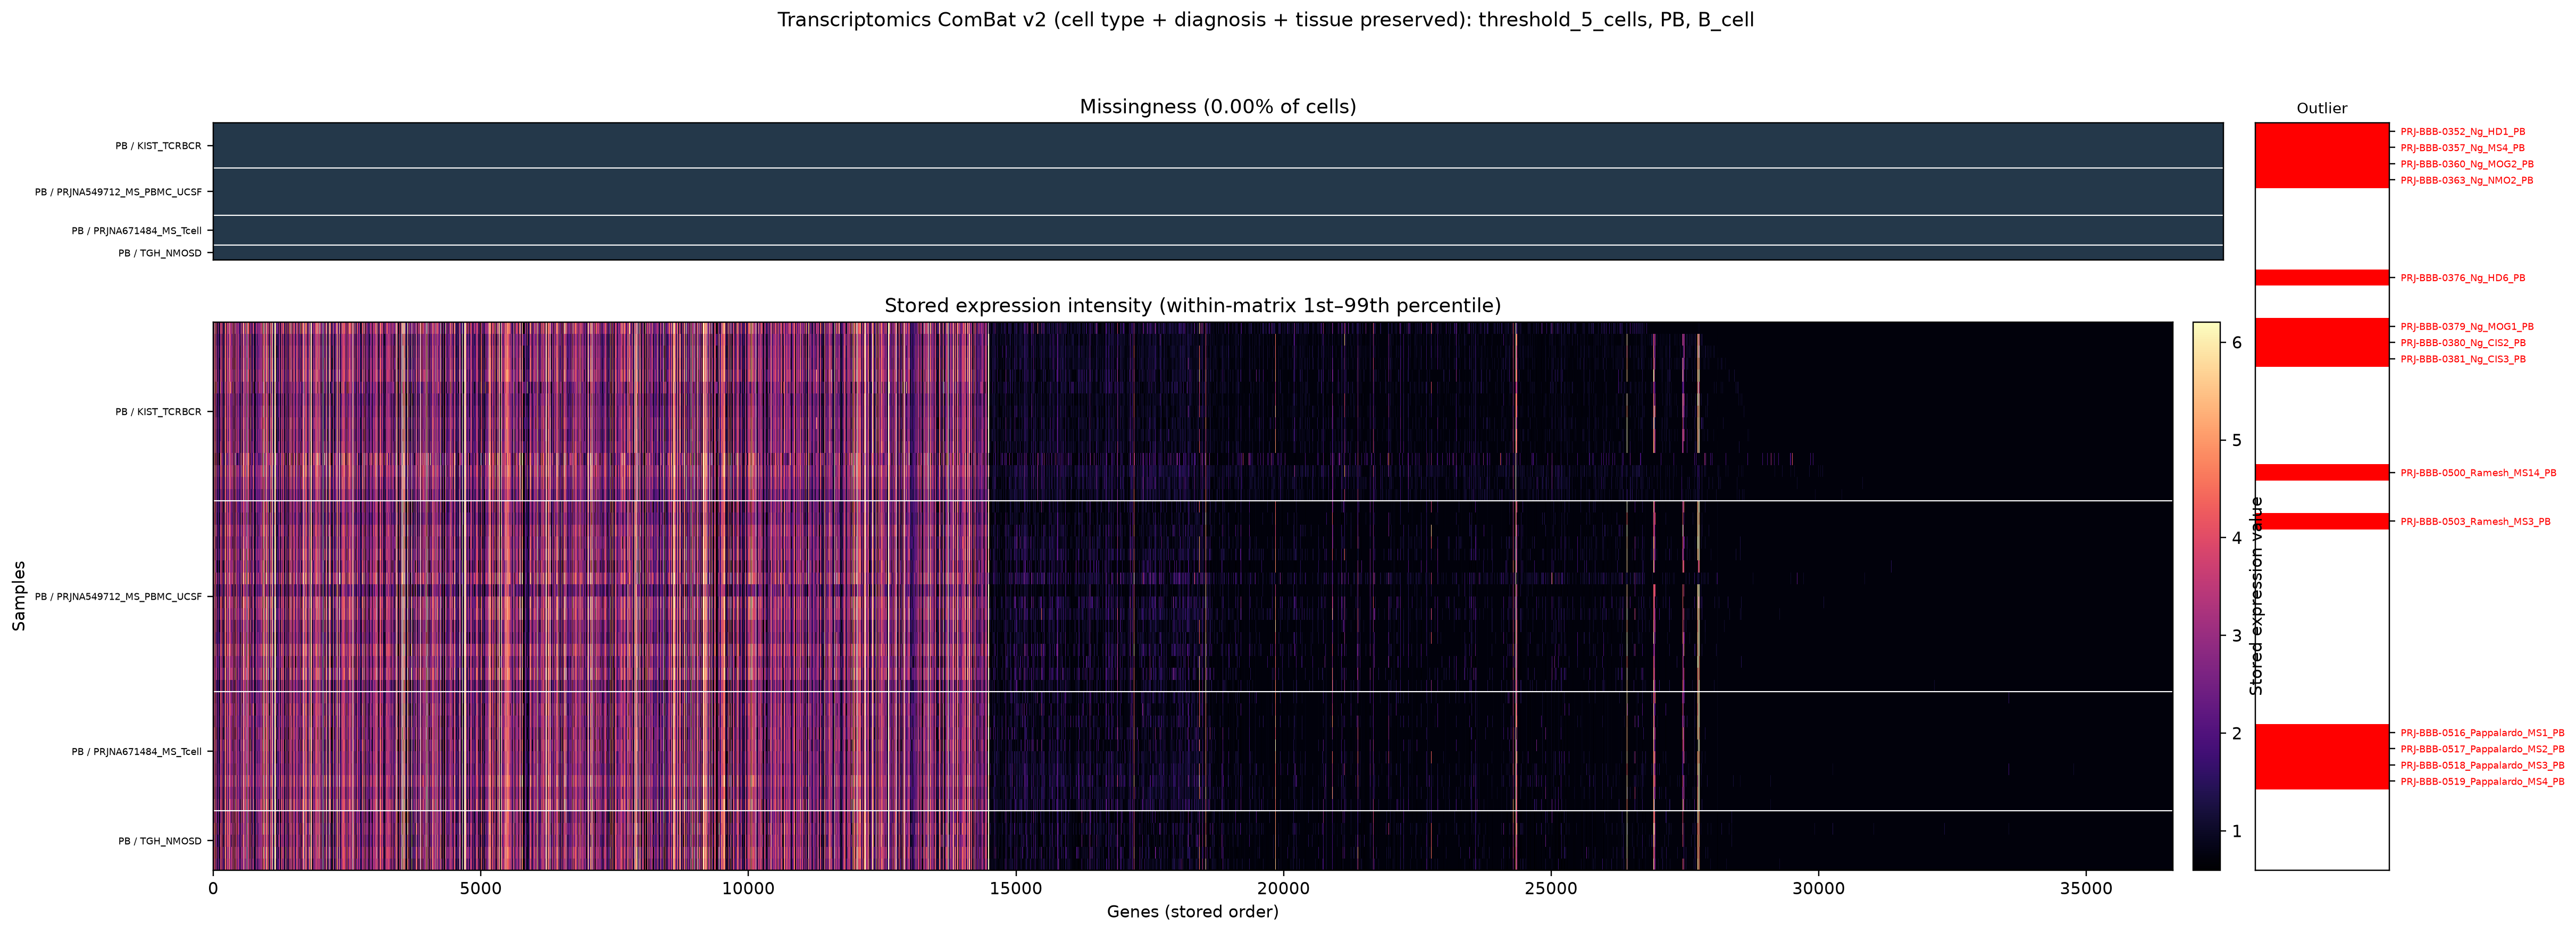 Transcriptomics ComBat v2 (cell type + diagnosis + tissue preserved): threshold_5_cells, PB, B_cell
Missingness (0.00% of cells)
PB / KIST_TCRBCR
PB / PRJNA549712_MS_PBMC_UCSF
PB / PRJNA671484_MS_Tcell
PB / TGH_NMOSD
Outlier
PRJ-BBB-0352_Ng_HD1_PB
PRJ-BBB-0357_Ng_MS4_PB
PRJ-BBB-0360_Ng_MOG2_PB
PRJ-BBB-0363_Ng_NMO2_PB
PRJ-BBB-0376_Ng_HD6_PB
PRJ-BBB-0379_Ng_MOG1_PB
PRJ-BBB-0380_Ng_CIS2_PB
PRJ-BBB-0381_Ng_CIS3_PB
PRJ-BBB-0500_Ramesh_MS14_PB
PRJ-BBB-0503_Ramesh_MS3_PB
PRJ-BBB-0516_Pappalardo_MS1_PB
PRJ-BBB-0517_Pappalardo_MS2_PB
PRJ-BBB-0518_Pappalardo_MS3_PB
PRJ-BBB-0519_Pappalardo_MS4_PB
Stored expression intensity (within-matrix 1st–99th percentile)
Samples
PB / KIST_TCRBCR
PB / PRJNA549712_MS_PBMC_UCSF
PB / PRJNA671484_MS_Tcell
PB / TGH_NMOSD
6
5
4
3
2
1
Stored expression value
0 5000 10000 15000 20000 25000 30000 35000
Genes (stored order)